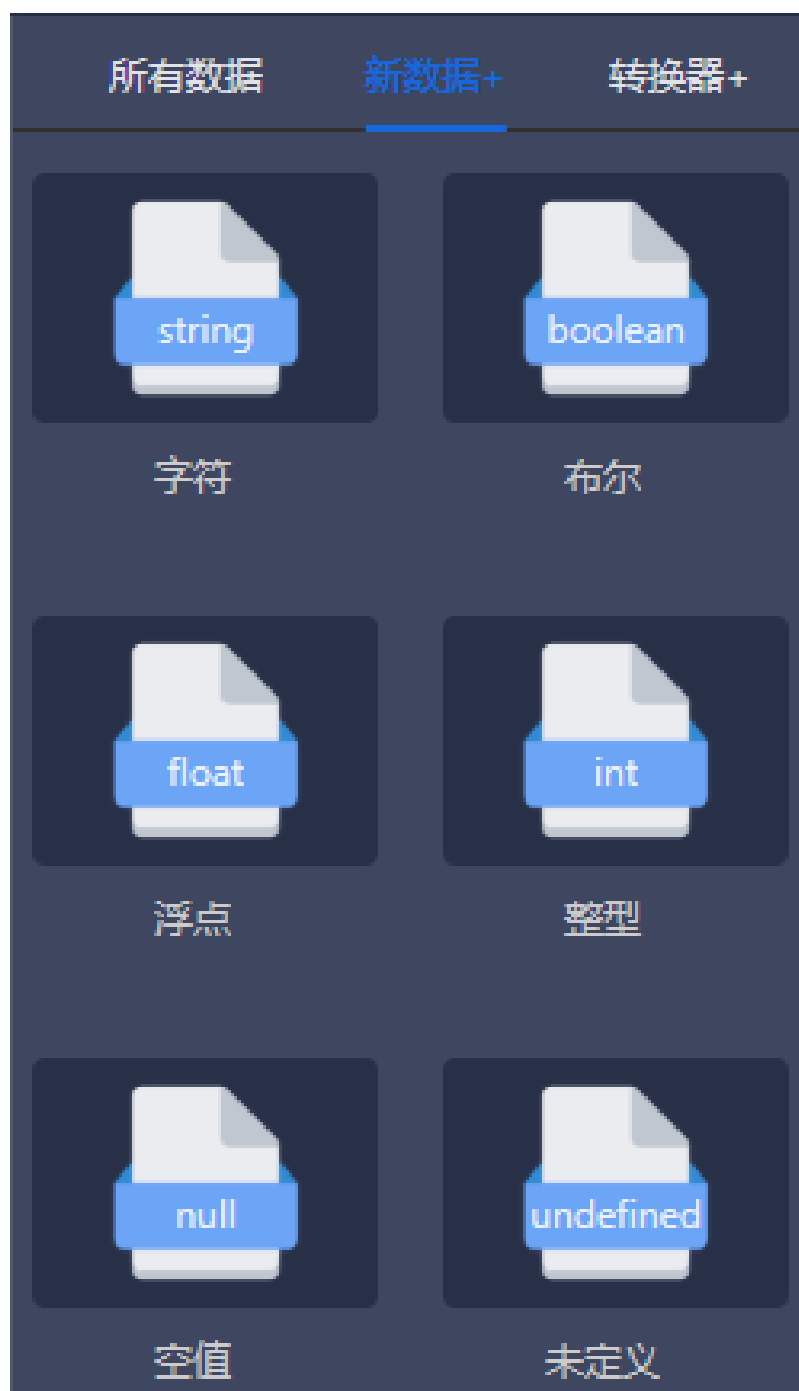 所有数据 新数据+ 转换器+
string boolean
字符 布尔
float int
浮点 整型
null undefined
空值 未定义